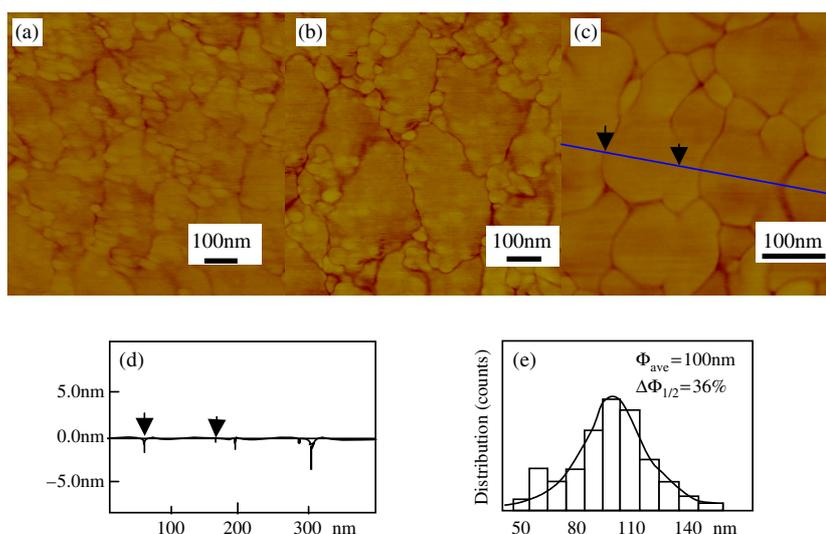 (a)
(b)
(c)
100nm
100nm
100nm
(d)
5.0nm
0.0nm
−5.0nm
100 200 300 nm
(e)
Φave=100nm
ΔΦ1/2=36%
Distribution (counts)
50 80 110 140 nm